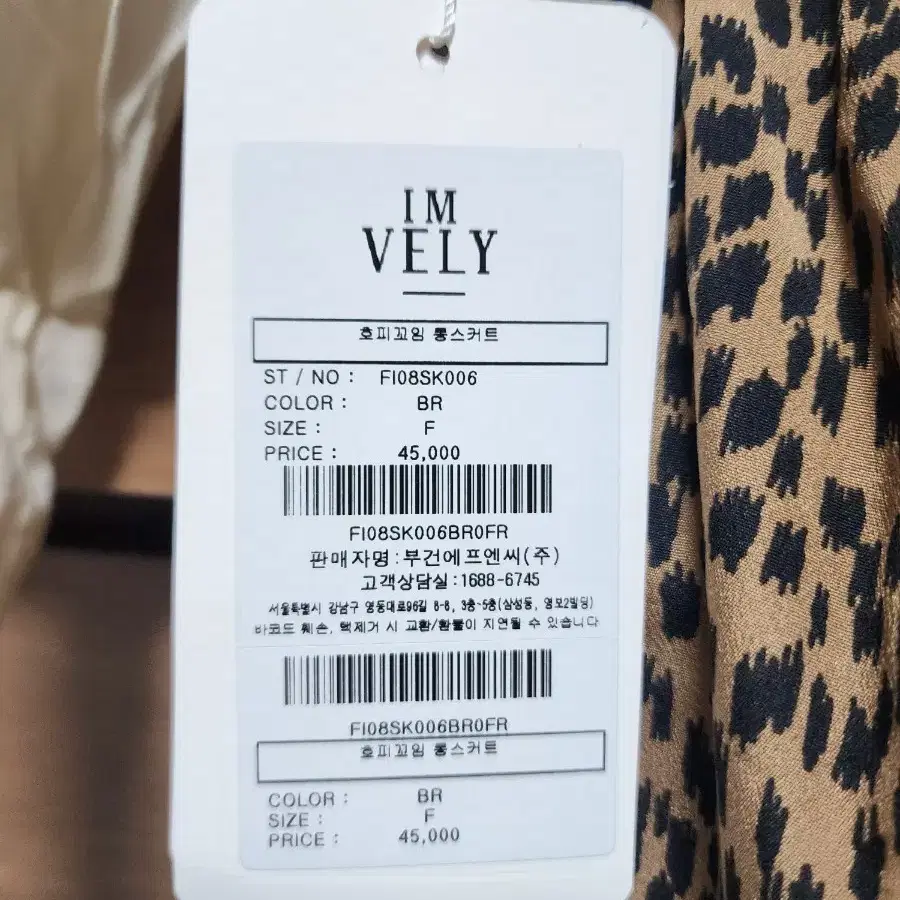 IM
VELY
호피꼬임 롱스커트
ST / NO : FI08SK006
COLOR : BR
SIZE : F
PRICE : 45,000
FI08SK006BR0FR
판매자명:부건에프엔씨(주)
고객상담실:1688-6745
서울특별시 강남구 영동대로96길 8-8, 3층~5층(삼성동, 영보2빌딩)
바코드 훼손, 택제거 시 교환/환불이 지연될 수 있습니다
FI08SK006BR0FR
호피꼬임 롱스커트
COLOR : BR
SIZE : F
PRICE : 45,000